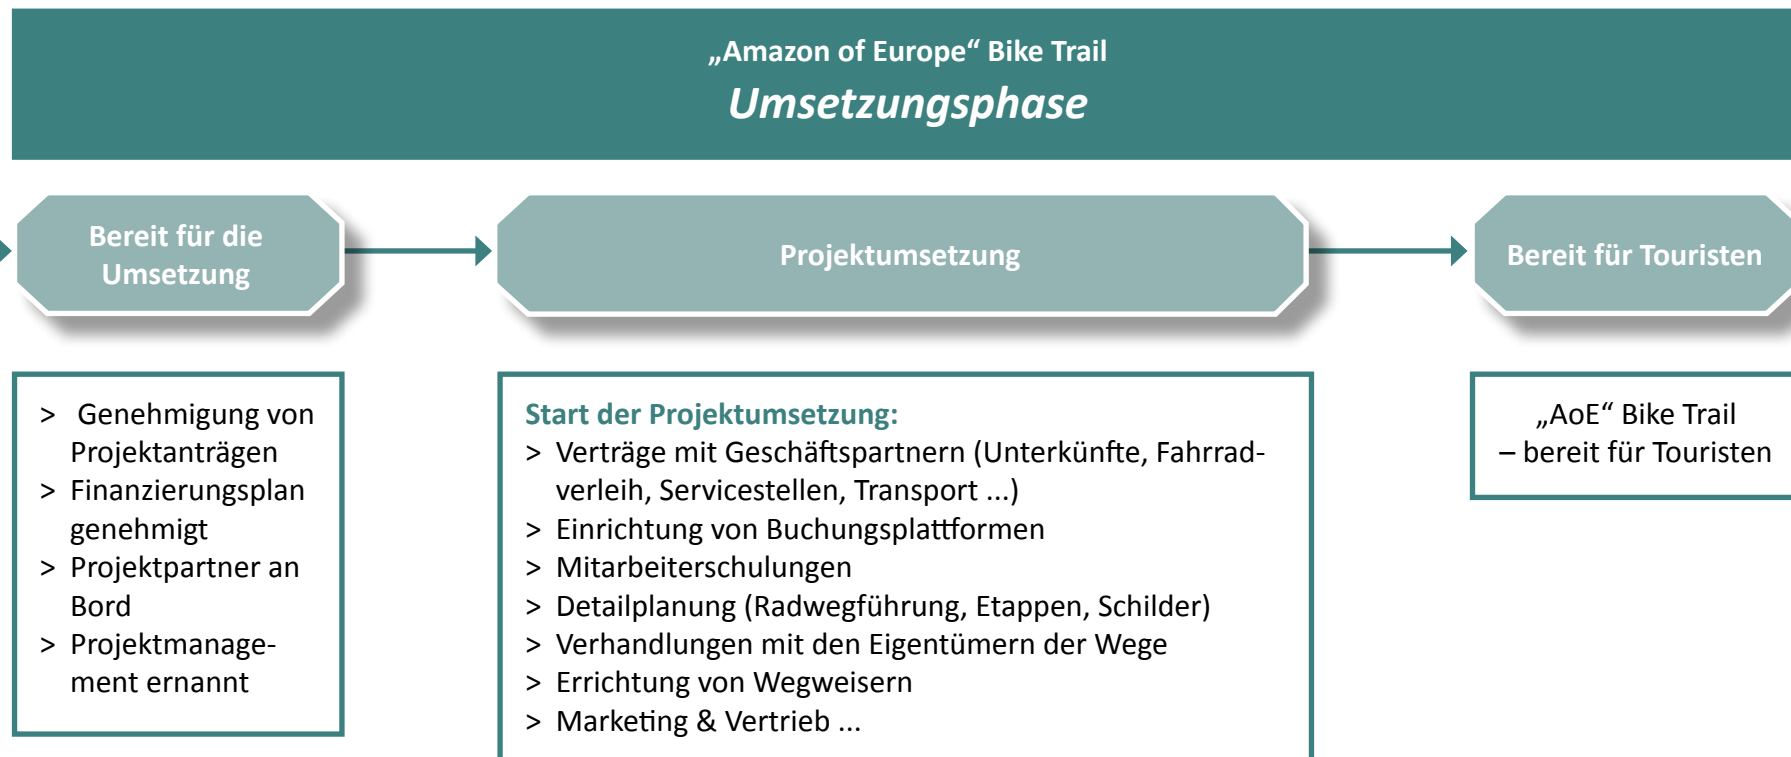 „Amazon of Europe“ Bike Trail
Umsetzungsphase
Bereit für die
Umsetzung
Projektumsetzung
Bereit für Touristen
> Genehmigung von
Projektanträgen
> Finanzierungsplan
genehmigt
> Projektpartner an
Bord
> Projektmanage-
ment ernannt
Start der Projektumsetzung:
> Verträge mit Geschäftspartnern (Unterkünfte, Fahrrad-
verleih, Servicestellen, Transport ...)
> Einrichtung von Buchungsplattformen
> Mitarbeiterschulungen
> Detailplanung (Radwegführung, Etappen, Schilder)
> Verhandlungen mit den Eigentümern der Wege
> Errichtung von Wegweisern
> Marketing & Vertrieb ...
„AoE“ Bike Trail
– bereit für Touristen